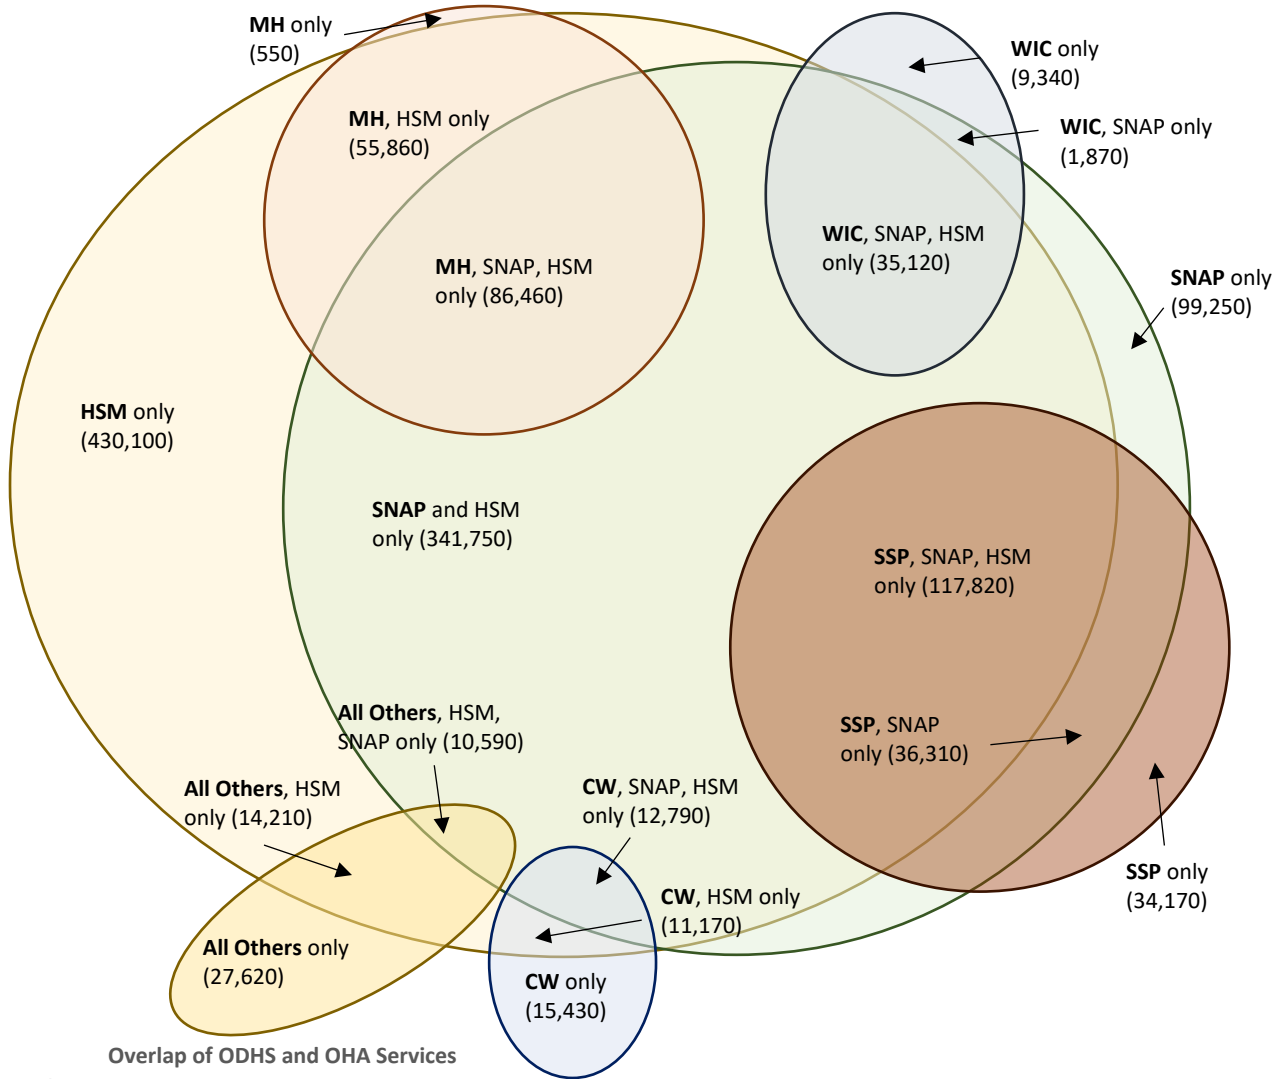 MH only
(550)
WIC only
(9,340)
MH, HSM only
(55,860)
WIC, SNAP only
(1,870)
WIC, SNAP, HSM
only (35,120)
MH, SNAP, HSM
only (86,460)
SNAP only
(99,250)
HSM only
(430,100)
SNAP and HSM
only (341,750)
SSP, SNAP, HSM
only (117,820)
All Others, HSM,
SNAP only (10,590)
SSP, SNAP
only (36,310)
All Others, HSM
only (14,210)
CW, SNAP, HSM
only (12,790)
SSP only
(34,170)
CW, HSM only
(11,170)
All Others only
(27,620)
CW only
(15,430)
Overlap of ODHS and OHA Services